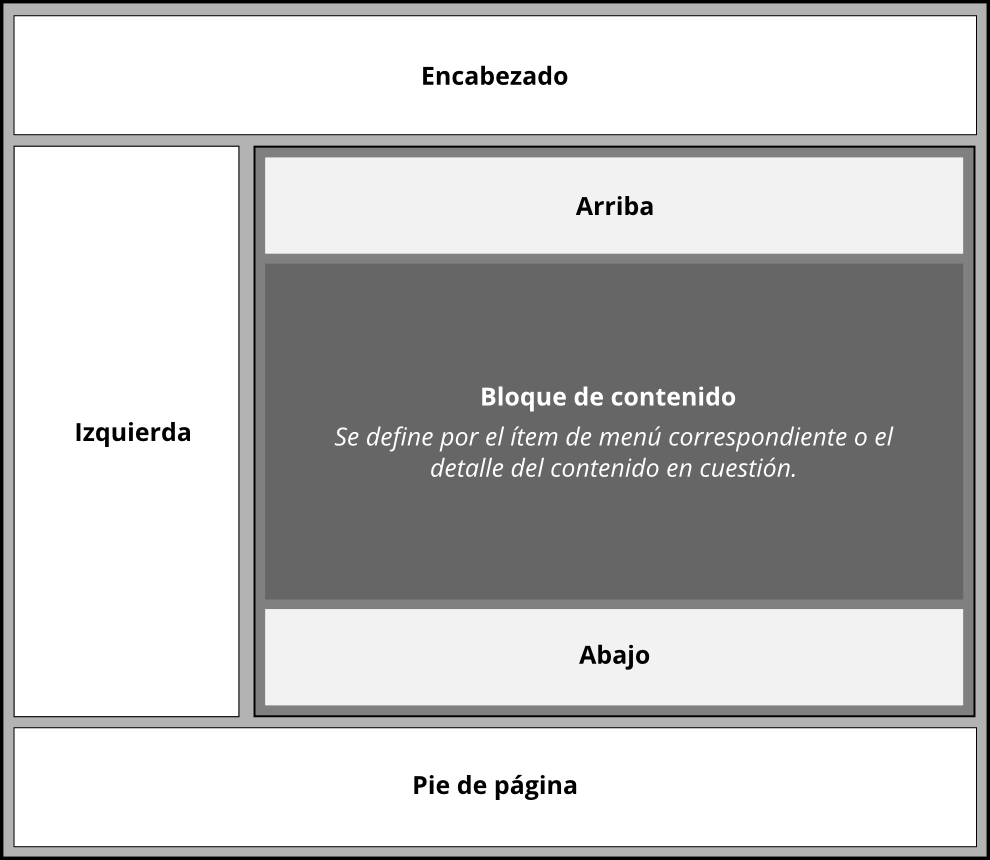 Encabezado
Arriba
Izquierda
Bloque de contenido
Se define por el ítem de menú correspondiente o el
detalle del contenido en cuestión.
Abajo
Pie de página